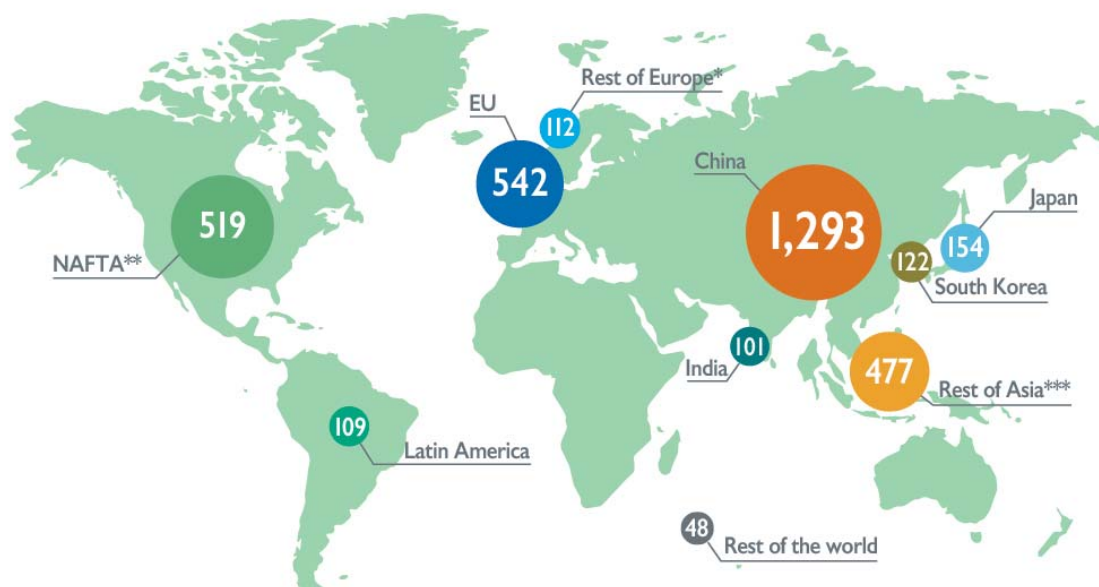 Rest of Europe*
EU
112
542
China
1,293
Japan
154
519
NAFTA**
122
South Korea
101
India
477
Rest of Asia***
109
Latin America
48
Rest of the world